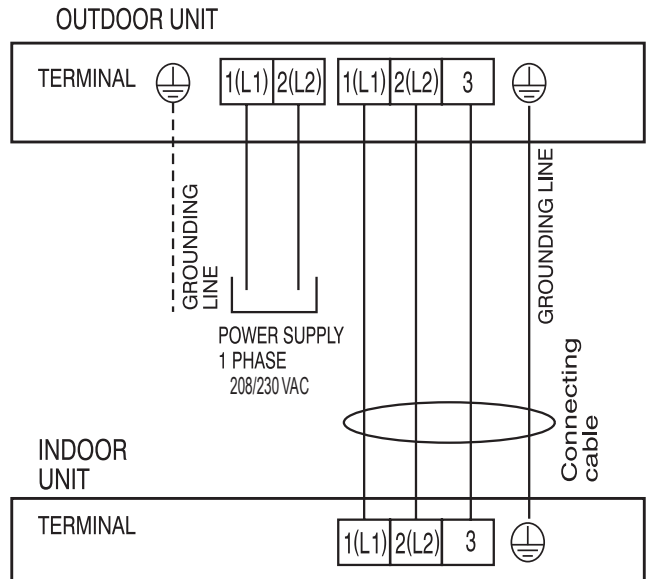 OUTDOOR UNIT
TERMINAL
1(L1) 2(L2) 1(L1) 2(L2) 3
GROUNDING
LINE
GROUNDING LINE
POWER SUPPLY
1 PHASE
208/230 VAC
Connecting
cable
INDOOR
UNIT
TERMINAL
1(L1) 2(L2) 3